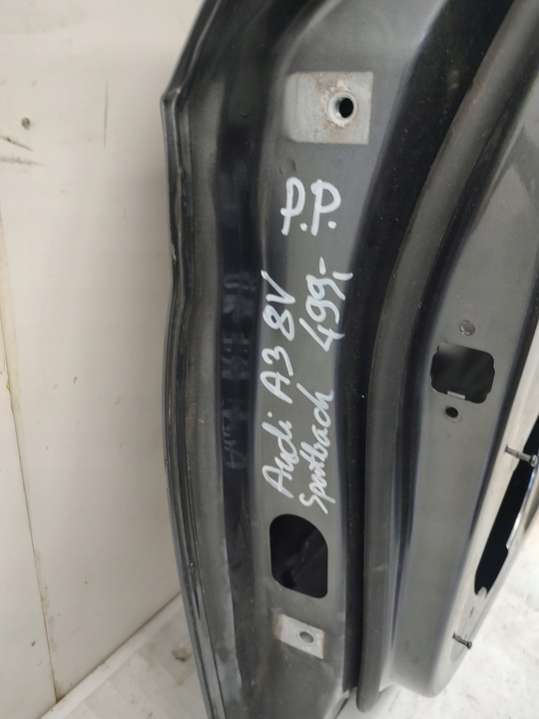 Audi A3 8V P.P.
Sportback 499,-